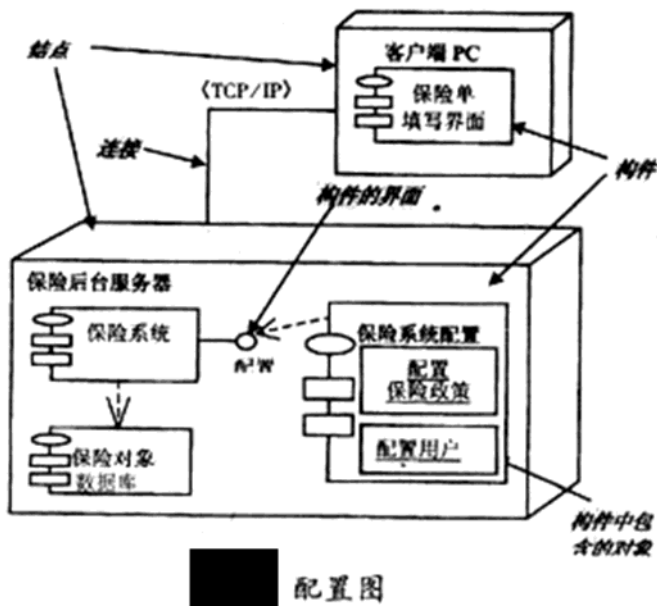 结点
客户端 PC
〈TCP/IP〉
保险单
填写界面
连接
构件的界面
构件
保险后台服务器
保险系统
配置
保险系统配置
配置
保险政策
配置用户
保险对象
数据库
构件中包
含的对象
配置图